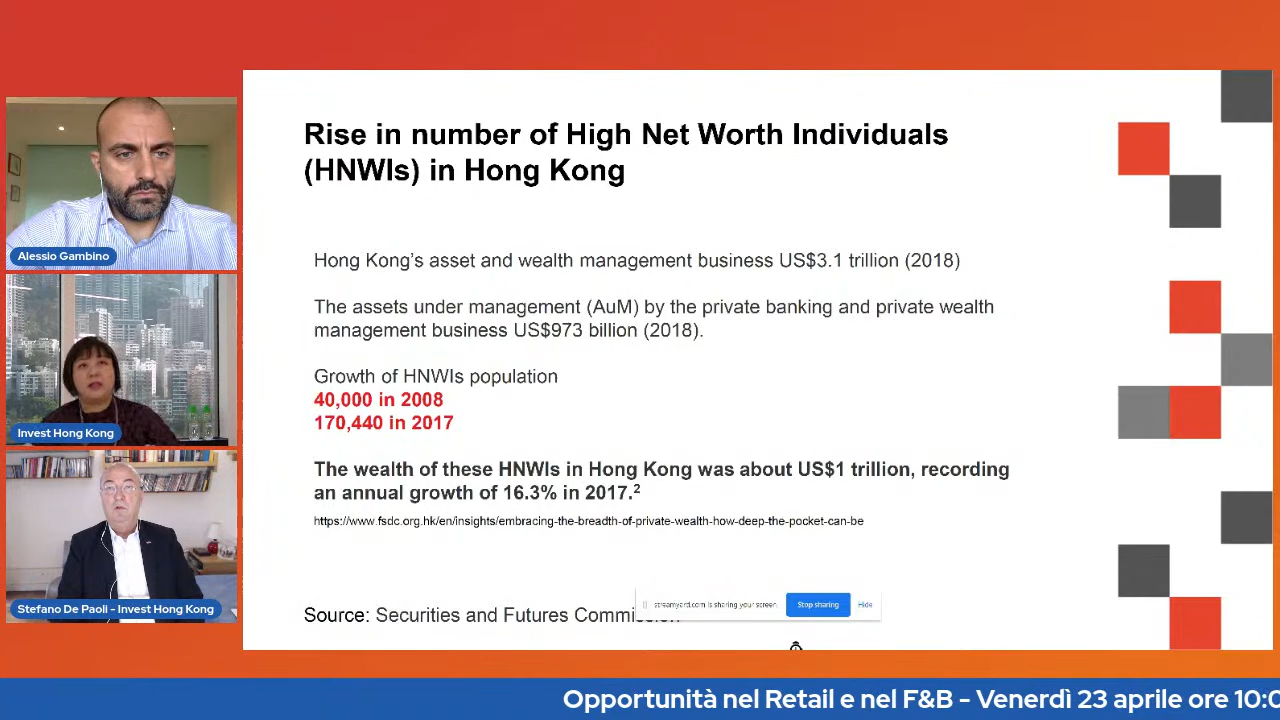 Rise in number of High Net Worth Individuals
(HNWIs) in Hong Kong
Hong Kong's asset and wealth management business US$3.1 trillion (2018)
The assets under management (AuM) by the private banking and private wealth
management business US$973 billion (2018).
Growth of HNWIs population
40,000 in 2008
170,440 in 2017
The wealth of these HNWIs in Hong Kong was about US$1 trillion, recording
an annual growth of 16.3% in 2017.²
https://www.fsdc.org.hk/en/insights/embracing-the-breadth-of-private-wealth-how-deep-the-pocket-can-be
Source: Securities and Futures Commission
streamyard.com is sharing your screen.
Stop sharing
Hide
Alessio Gambino
Invest Hong Kong
Stefano De Paoli - Invest Hong Kong
Opportunità nel Retail e nel F&B - Venerdì 23 aprile ore 10:0